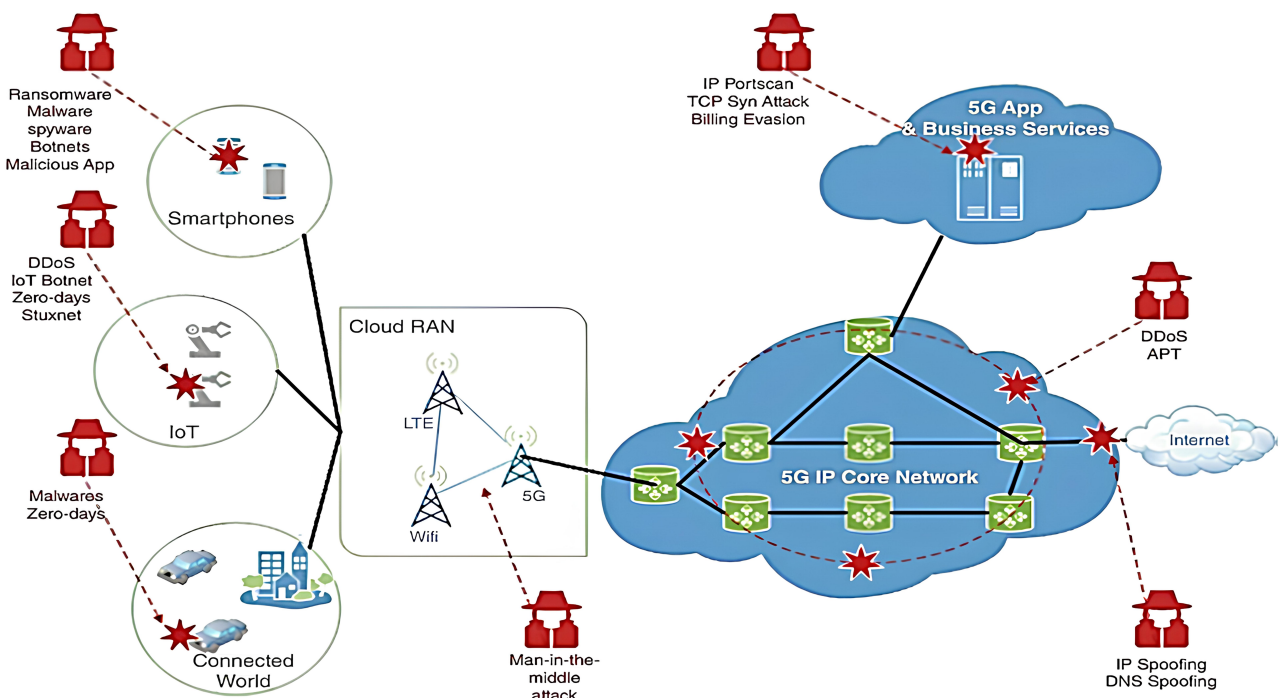 Ransomware
Malware
spyware
Botnets
Malicious App
Smartphones
DDoS
IoT Botnet
Zero-days
Stuxnet
IoT
Malwares
Zero-days
Connected
World
Cloud RAN
LTE
5G
Wifi
Man-in-the-
middle
attack
IP Portscan
TCP Syn Attack
Billing Evasion
5G App
& Business Services
5G IP Core Network
DDoS
APT
Internet
IP Spoofing
DNS Spoofing